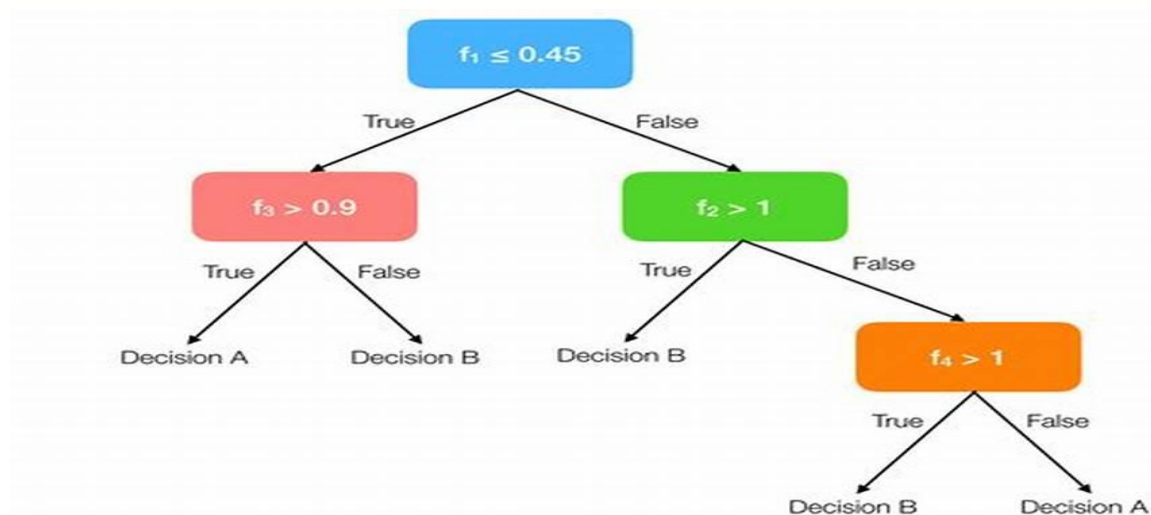 f₁ ≤ 0.45
True
False
f₃ > 0.9
f₂ > 1
True
False
True
False
Decision A
Decision B
Decision B
f₄ > 1
True
False
Decision B
Decision A